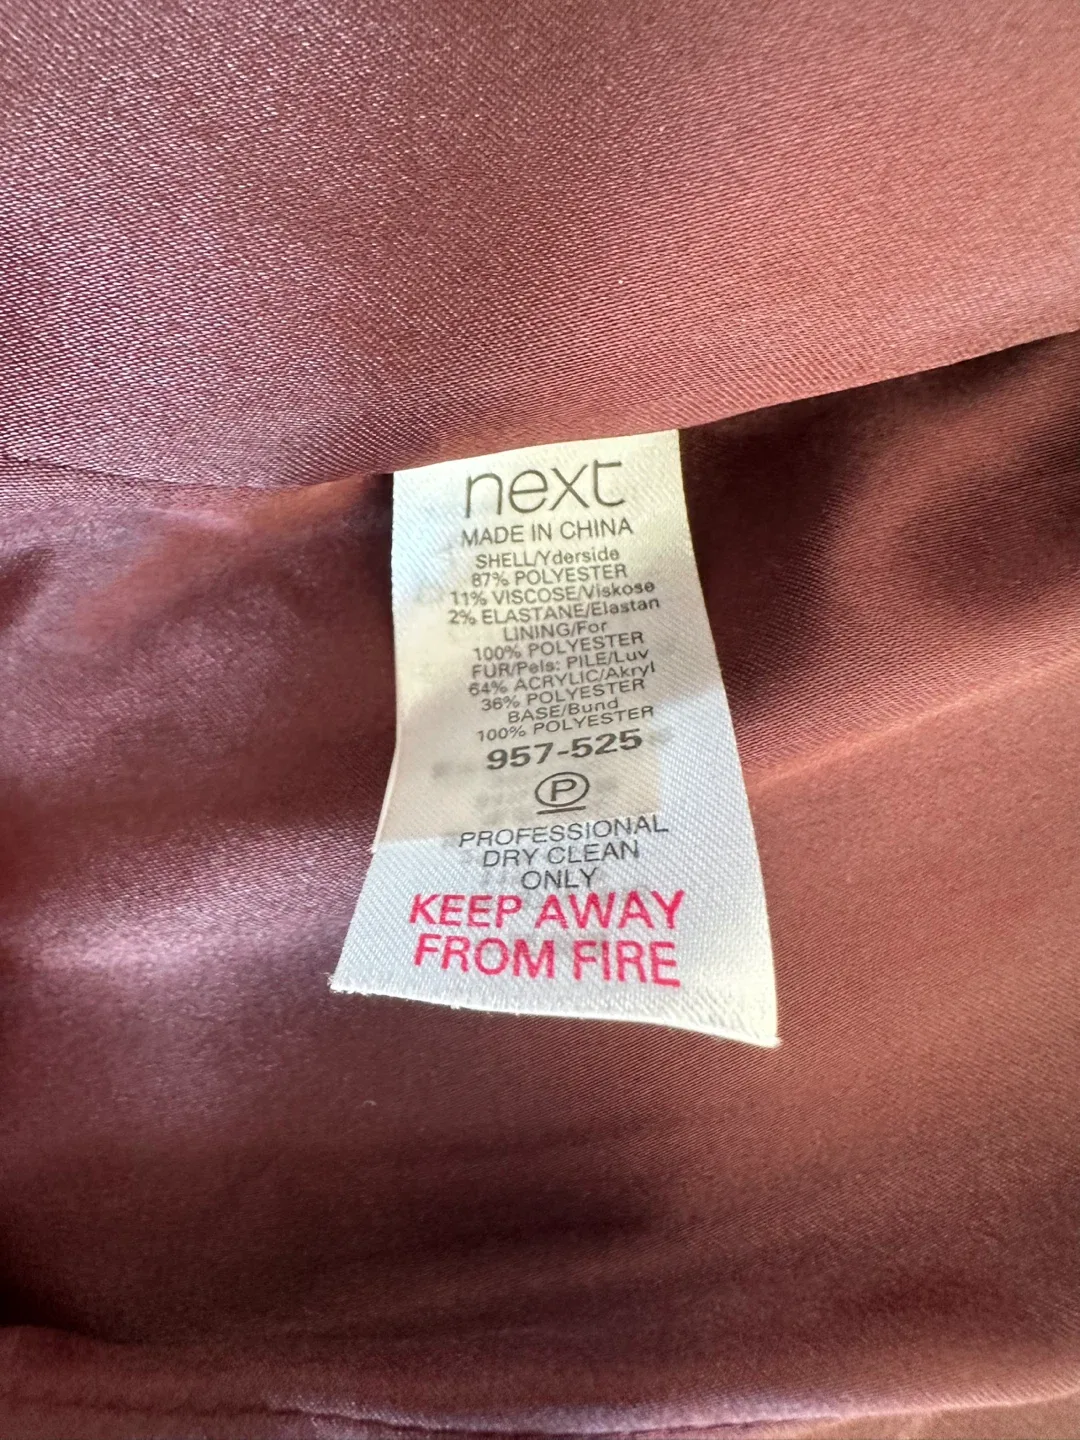 next
MADE IN CHINA
SHELL/Yderside
87% POLYESTER
11% VISCOSE/Viskose
2% ELASTANE/Elastan
LINING/For
100% POLYESTER
FUR/Pels: PILE/Luv
64% ACRYLIC/Akryl
36% POLYESTER
BASE/Bund
100% POLYESTER
957-525
P
PROFESSIONAL
DRY CLEAN
ONLY
KEEP AWAY
FROM FIRE